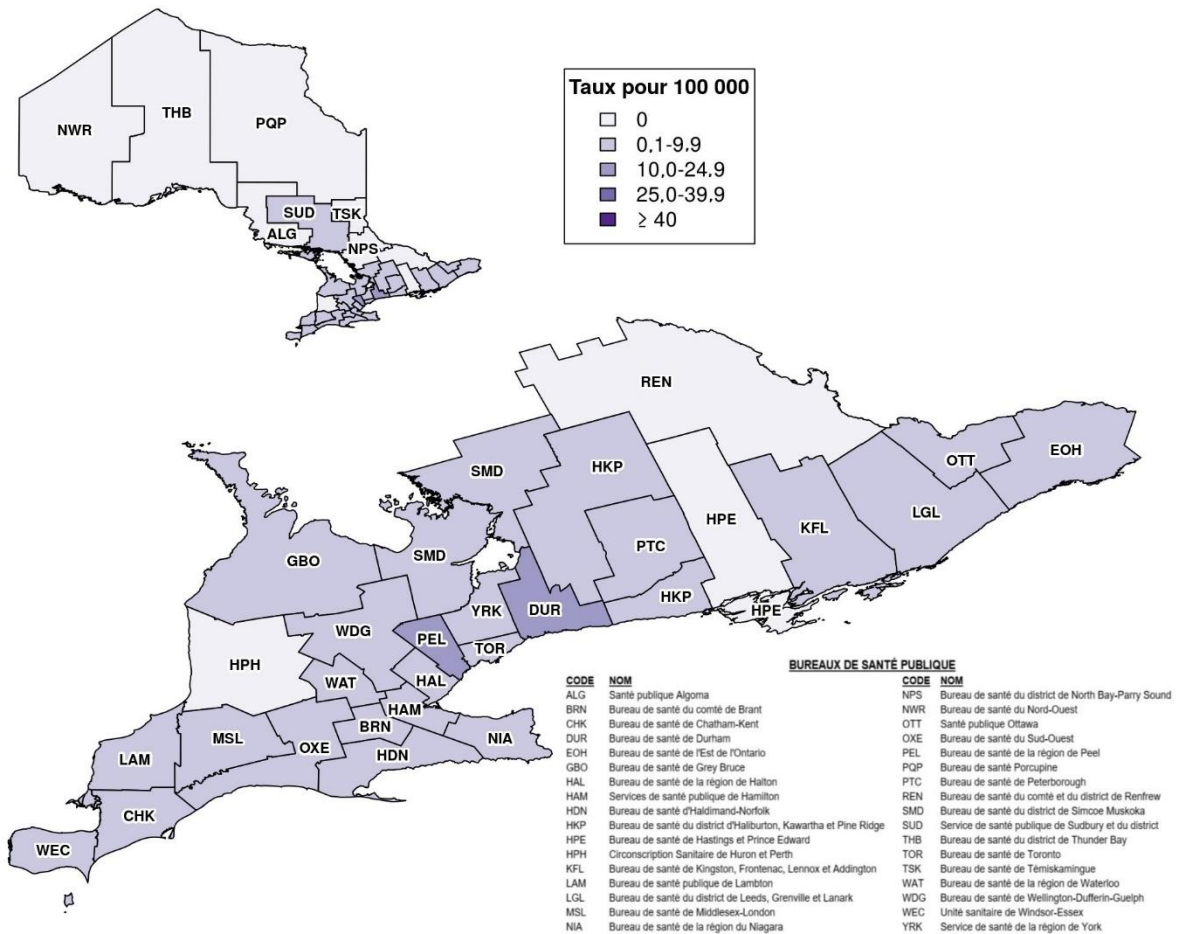 Taux pour 100 000
0
0,1-9,9
10,0-24,9
25,0-39,9
≥ 40
NWR
THB
PQP
SUD
TSK
ALG
NPS
REN
SMD
HKP
OTT
EOH
LGL
HPE
KFL
PTC
GBO
SMD
YRK
DUR
HKP
HPE
WDG
PEL
TOR
HPH
WAT
HAL
HAM
BRN
MSL
OXE
NIA
HDN
LAM
CHK
WEC
BUREAUX DE SANTÉ PUBLIQUE
CODE NOM
ALG Santé publique Algoma
BRN Bureau de santé du comté de Brant
CHK Bureau de santé de Chatham-Kent
DUR Bureau de santé de Durham
EOH Bureau de santé de l'Est de l'Ontario
GBO Bureau de santé de Grey Bruce
HAL Bureau de santé de la région de Halton
HAM Services de santé publique de Hamilton
HDN Bureau de santé d'Haldimand-Norfolk
HKP Bureau de santé du district d'Haliburton, Kawartha et Pine Ridge
HPE Bureau de santé de Hastings et Prince Edward
HPH Circonscription Sanitaire de Huron et Perth
KFL Bureau de santé de Kingston, Frontenac, Lennox et Addington
LAM Bureau de santé publique de Lambton
LGL Bureau de santé du district de Leeds, Grenville et Lanark
MSL Bureau de santé de Middlesex-London
NIA Bureau de santé de la région du Niagara
CODE NOM
NPS Bureau de santé du district de North Bay-Parry Sound
NWR Bureau de santé du Nord-Ouest
OTT Santé publique Ottawa
OXE Bureau de santé du Sud-Ouest
PEL Bureau de santé de la région de Peel
PQP Bureau de santé Porcupine
PTC Bureau de santé de Peterborough
REN Bureau de santé du comté et du district de Renfrew
SMD Bureau de santé du district de Simcoe Muskoka
SUD Service de santé publique de Sudbury et du district
THB Bureau de santé du district de Thunder Bay
TOR Bureau de santé de Toronto
TSK Bureau de santé de Témiskamingue
WAT Bureau de santé de la région de Waterloo
WDG Bureau de santé de Wellington-Dufferin-Guelph
WEC Unité sanitaire de Windsor-Essex
YRK Service de santé de la région de York